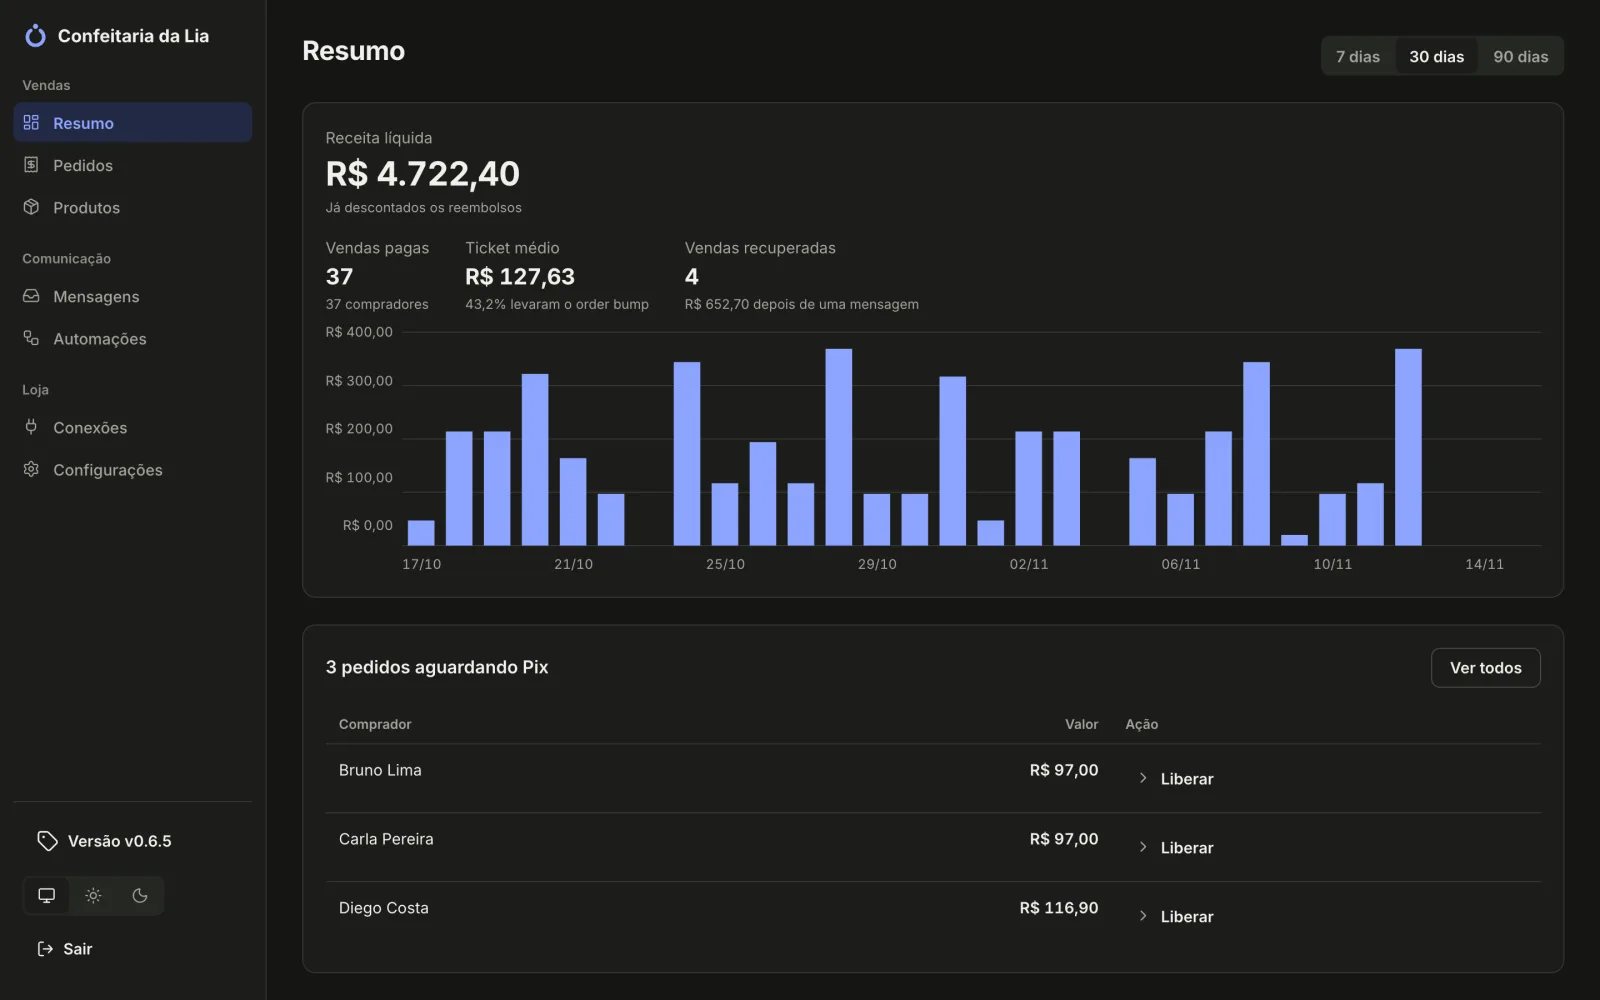 Confeitaria da Lia
Vendas
Resumo
Pedidos
Produtos
Comunicação
Mensagens
Automações
Loja
Conexões
Configurações
Versão v0.6.5
Sair
Resumo
7 dias
30 dias
90 dias
Receita líquida
R$ 4.722,40
Já descontados os reembolsos
Vendas pagas
37
37 compradores
Ticket médio
R$ 127,63
43,2% levaram o order bump
Vendas recuperadas
4
R$ 652,70 depois de uma mensagem
R$ 400,00
R$ 300,00
R$ 200,00
R$ 100,00
R$ 0,00
17/10
21/10
25/10
29/10
02/11
06/11
10/11
14/11
3 pedidos aguardando Pix
Ver todos
Comprador
Valor
Ação
Bruno Lima
R$ 97,00
Liberar
Carla Pereira
R$ 97,00
Liberar
Diego Costa
R$ 116,90
Liberar